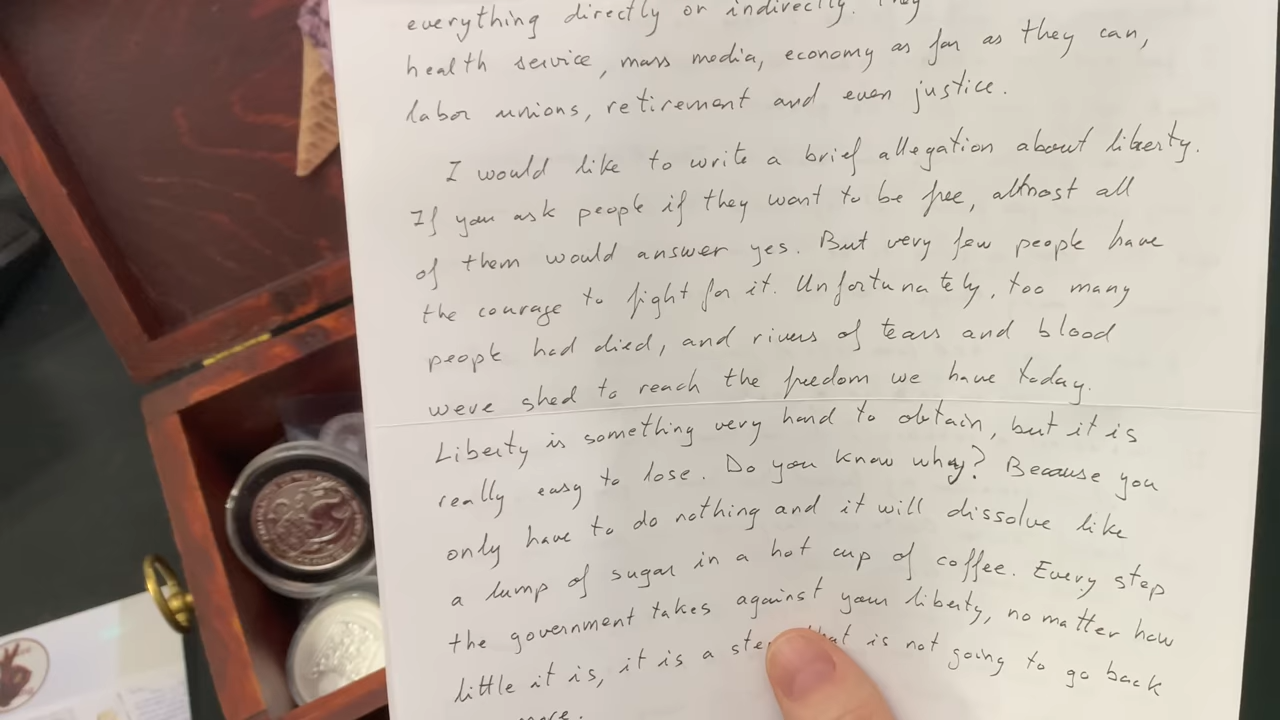 everything directly or indirectly. They
health service, mass media, economy as far as they can,
labor unions, retirement and even justice.
I would like to write a brief allegation about liberty.
If you ask people if they want to be free, altmost all
of them would answer yes. But very few people have
the courage to fight for it. Unfortunately, too many
people had died, and rivers of tears and blood
were shed to reach the freedom we have today.
Liberty is something very hard to obtain, but it is
really easy to lose. Do you know why? Because you
only have to do nothing and it will dissolve like
a lump of sugar in a hot cup of coffee. Every step
the government takes against your liberty, no matter how
little it is, it is a step that is not going to go back